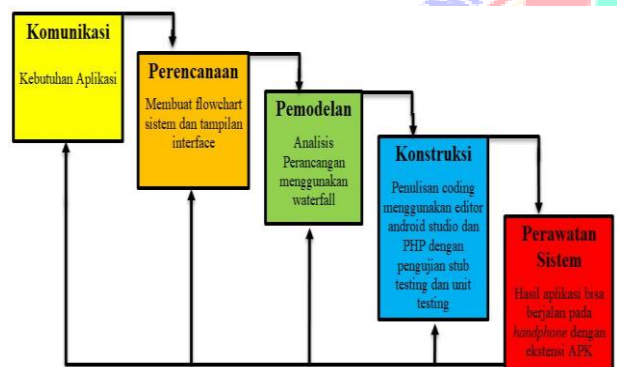 Komunikasi
Kebutuhan Aplikasi
Perencanaan
Membuat flowchart
sistem dan tampilan
interface
Pemodelan
Analisis
Perancangan
menggunakan
waterfall
Konstruksi
Penulisan coding
menggunakan editor
android studio dan
PHP dengan
pengujian stub
testing dan unit
testing
Perawatan
Sistem
Hasil aplikasi bisa
berjalan pada
handphone dengan
ekstensi APK